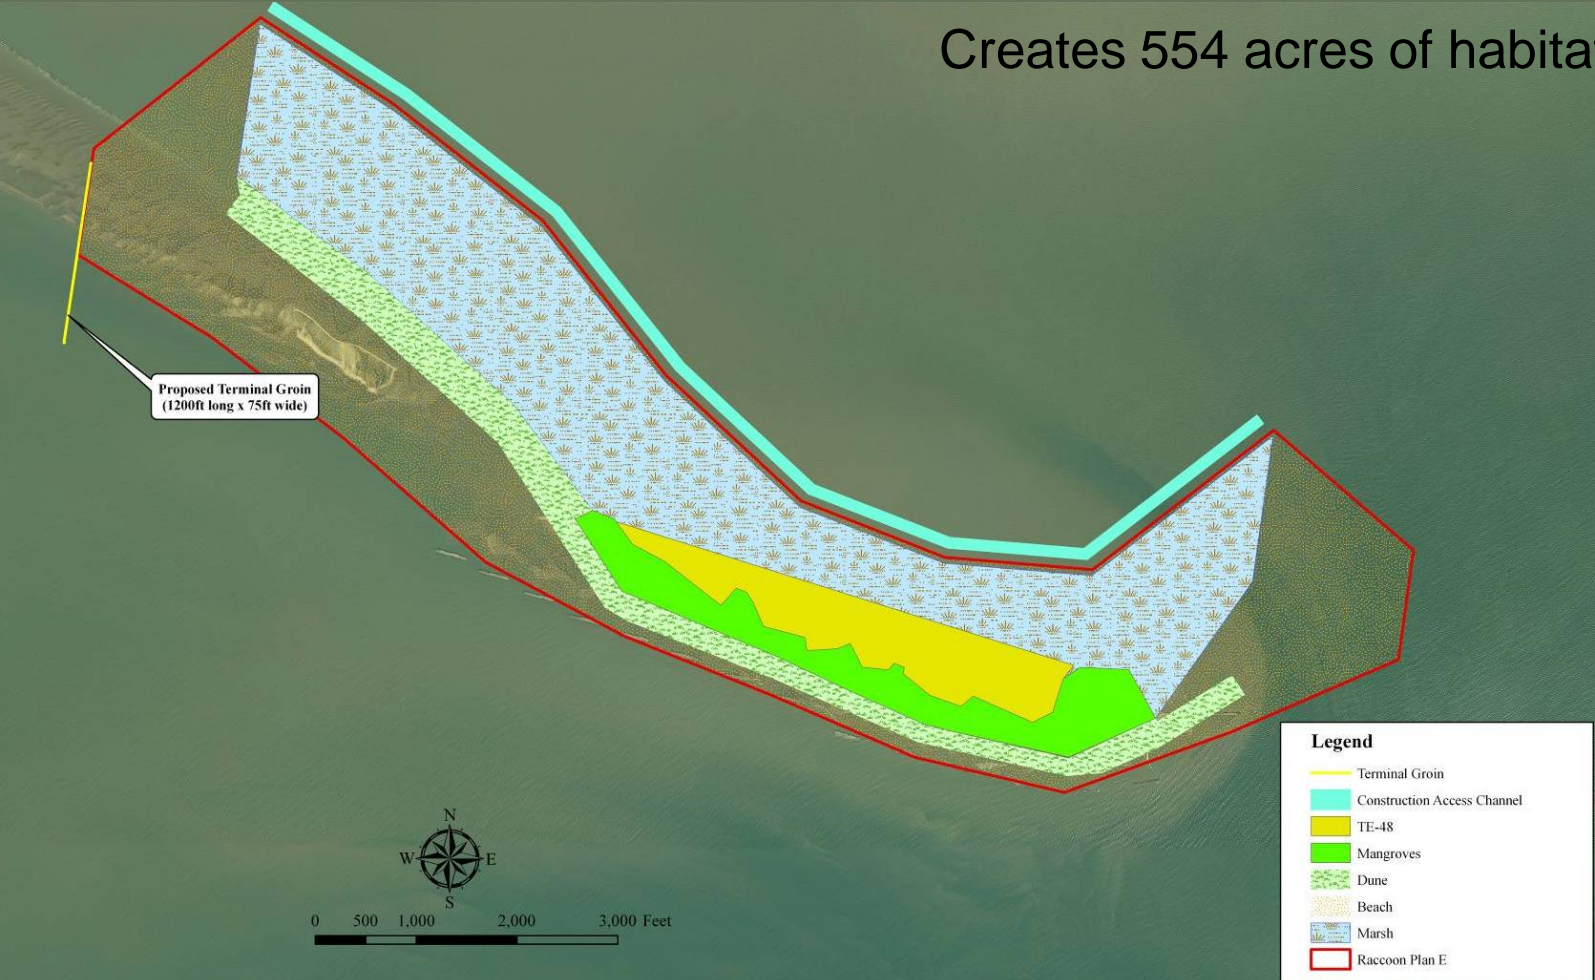 Creates 554 acres of habita
Proposed Terminal Groin
(1200ft long x 75ft wide)
N
W E
S
0 500 1,000 2,000 3,000 Feet
Legend
Terminal Groin
Construction Access Channel
TE-48
Mangroves
Dune
Beach
Marsh
Raccoon Plan E